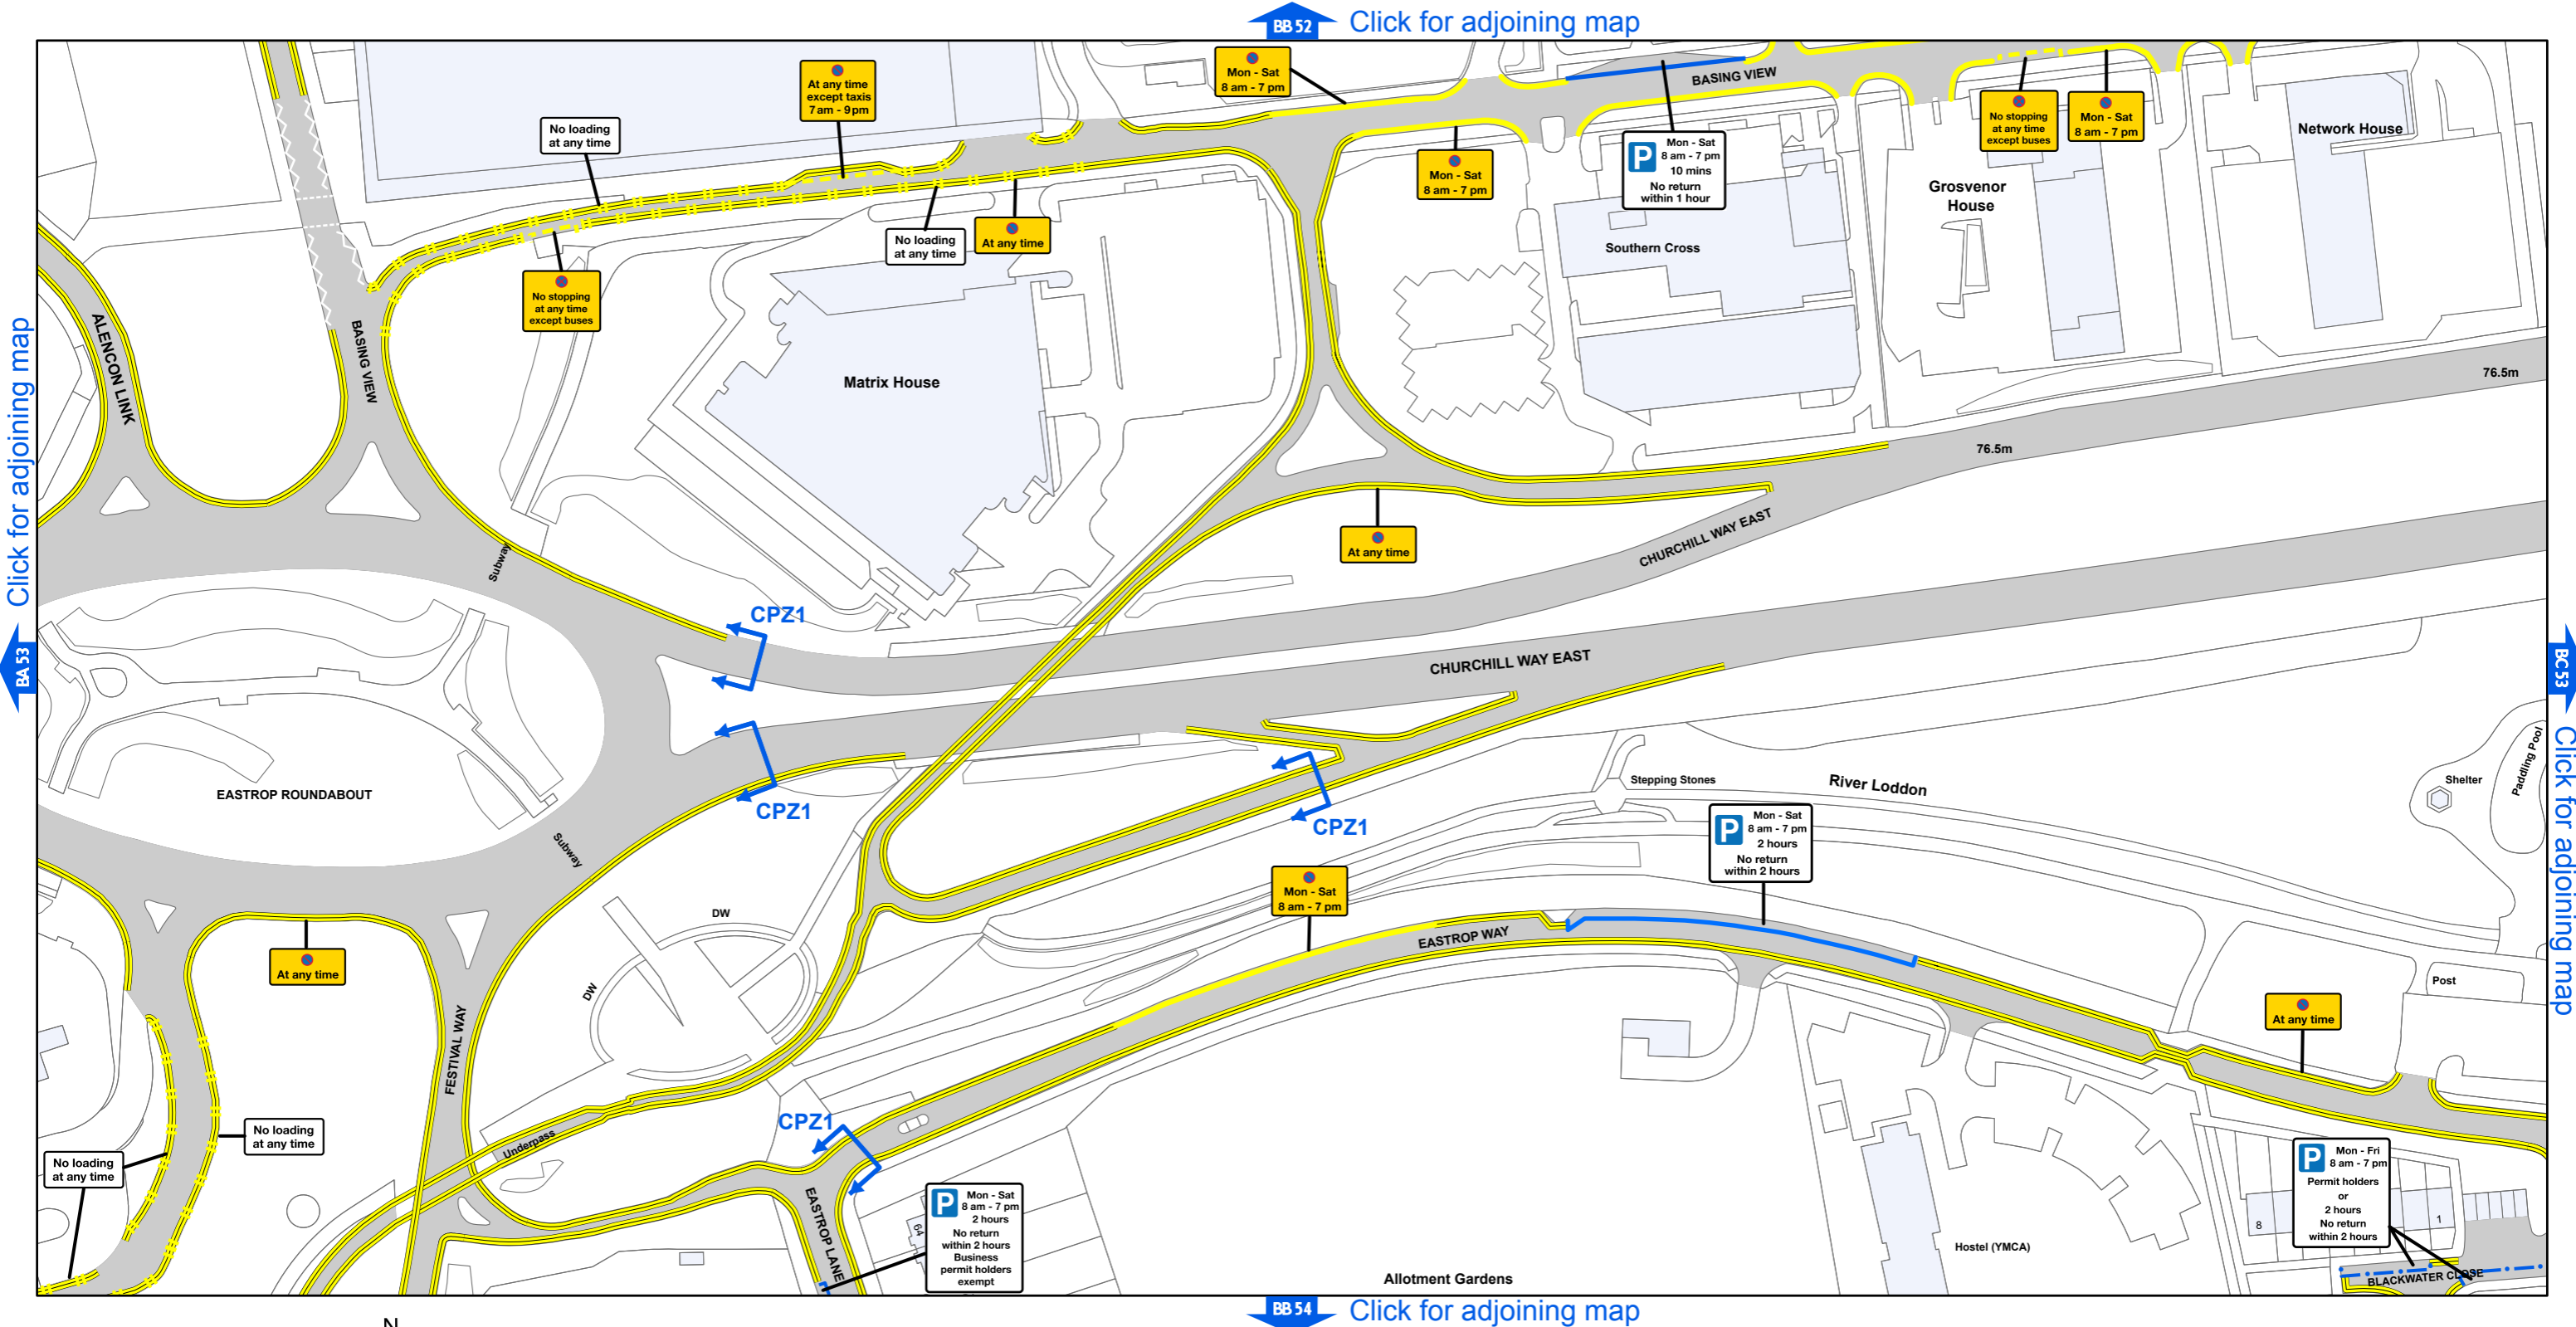 BB 52
Click for adjoining map
Mon - Sat
8 am - 7 pm
BASING VIEW
At any time
except taxis
7 am - 9 pm
No loading
at any time
P
Mon - Sat
8 am - 7 pm
10 mins
No return
within 1 hour
No stopping
at any time
except buses
Mon - Sat
8 am - 7 pm
Network House
Mon - Sat
8 am - 7 pm
Grosvenor
House
No loading
at any time
At any time
Southern Cross
No stopping
at any time
except buses
ALENCON LINK
BASING VIEW
Matrix House
76.5m
76.5m
Click for adjoining map
BA 53
At any time
CHURCHILL WAY EAST
Subway
CPZ1
CHURCHILL WAY EAST
BC 53
Click for adjoining map
EASTROP ROUNDABOUT
CPZ1
CPZ1
Stepping Stones
River Loddon
Shelter
Paddling Pool
Subway
P
Mon - Sat
8 am - 7 pm
2 hours
No return
within 2 hours
Mon - Sat
8 am - 7 pm
DW
DW
EASTROP WAY
At any time
Post
At any time
FESTIVAL WAY
No loading
at any time
No loading
at any time
Underpass
CPZ1
EASTROP LANE
64
P
Mon - Sat
8 am - 7 pm
2 hours
No return
within 2 hours
Business
permit holders
exempt
P
Mon - Fri
8 am - 7 pm
Permit holders
or
2 hours
No return
within 2 hours
8
1
Hostel (YMCA)
Allotment Gardens
BLACKWATER CLOSE
BB 54
Click for adjoining map
N